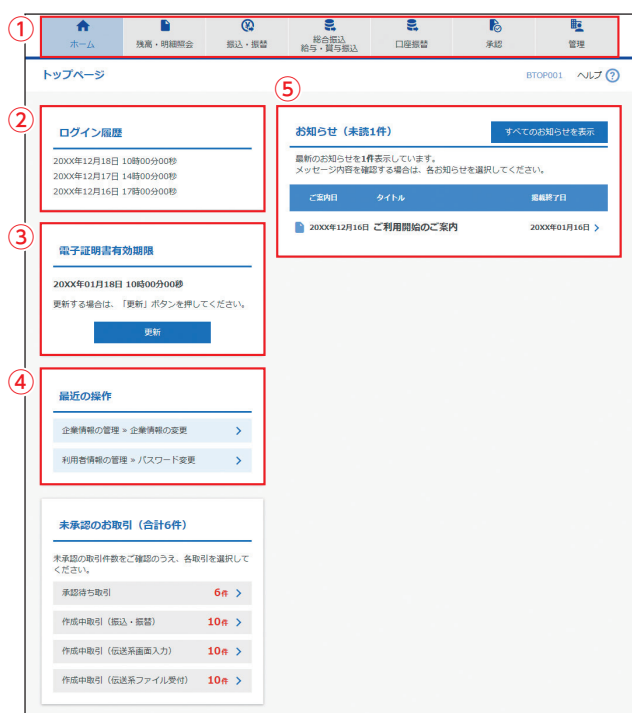 ①
ホーム
残高・明細照会
振込・振替
総合振込
給与・賞与振込
口座振替
承認
管理
トップページ
BTOP001
ヘルプ ?
②
ログイン履歴
20XX年12月18日 10時00分00秒
20XX年12月17日 14時00分00秒
20XX年12月16日 17時00分00秒
③
電子証明書有効期限
20XX年01月18日 10時00分00秒
更新する場合は、「更新」ボタンを押してください。
更新
④
最近の操作
企業情報の管理 » 企業情報の変更
利用者情報の管理 » パスワード変更
未承認のお取引（合計6件）
未承認の取引件数をご確認のうえ、各取引を選択して
ください。
承認待ち取引 6件
作成中取引（振込・振替） 10件
作成中取引（伝送系画面入力） 10件
作成中取引（伝送系ファイル受付） 10件
⑤
お知らせ（未読1件）
すべてのお知らせを表示
最新のお知らせを1件表示しています。
メッセージ内容を確認する場合は、各お知らせを選択してください。
ご案内日 タイトル 掲載終了日
20XX年12月16日 ご利用開始のご案内 20XX年01月16日